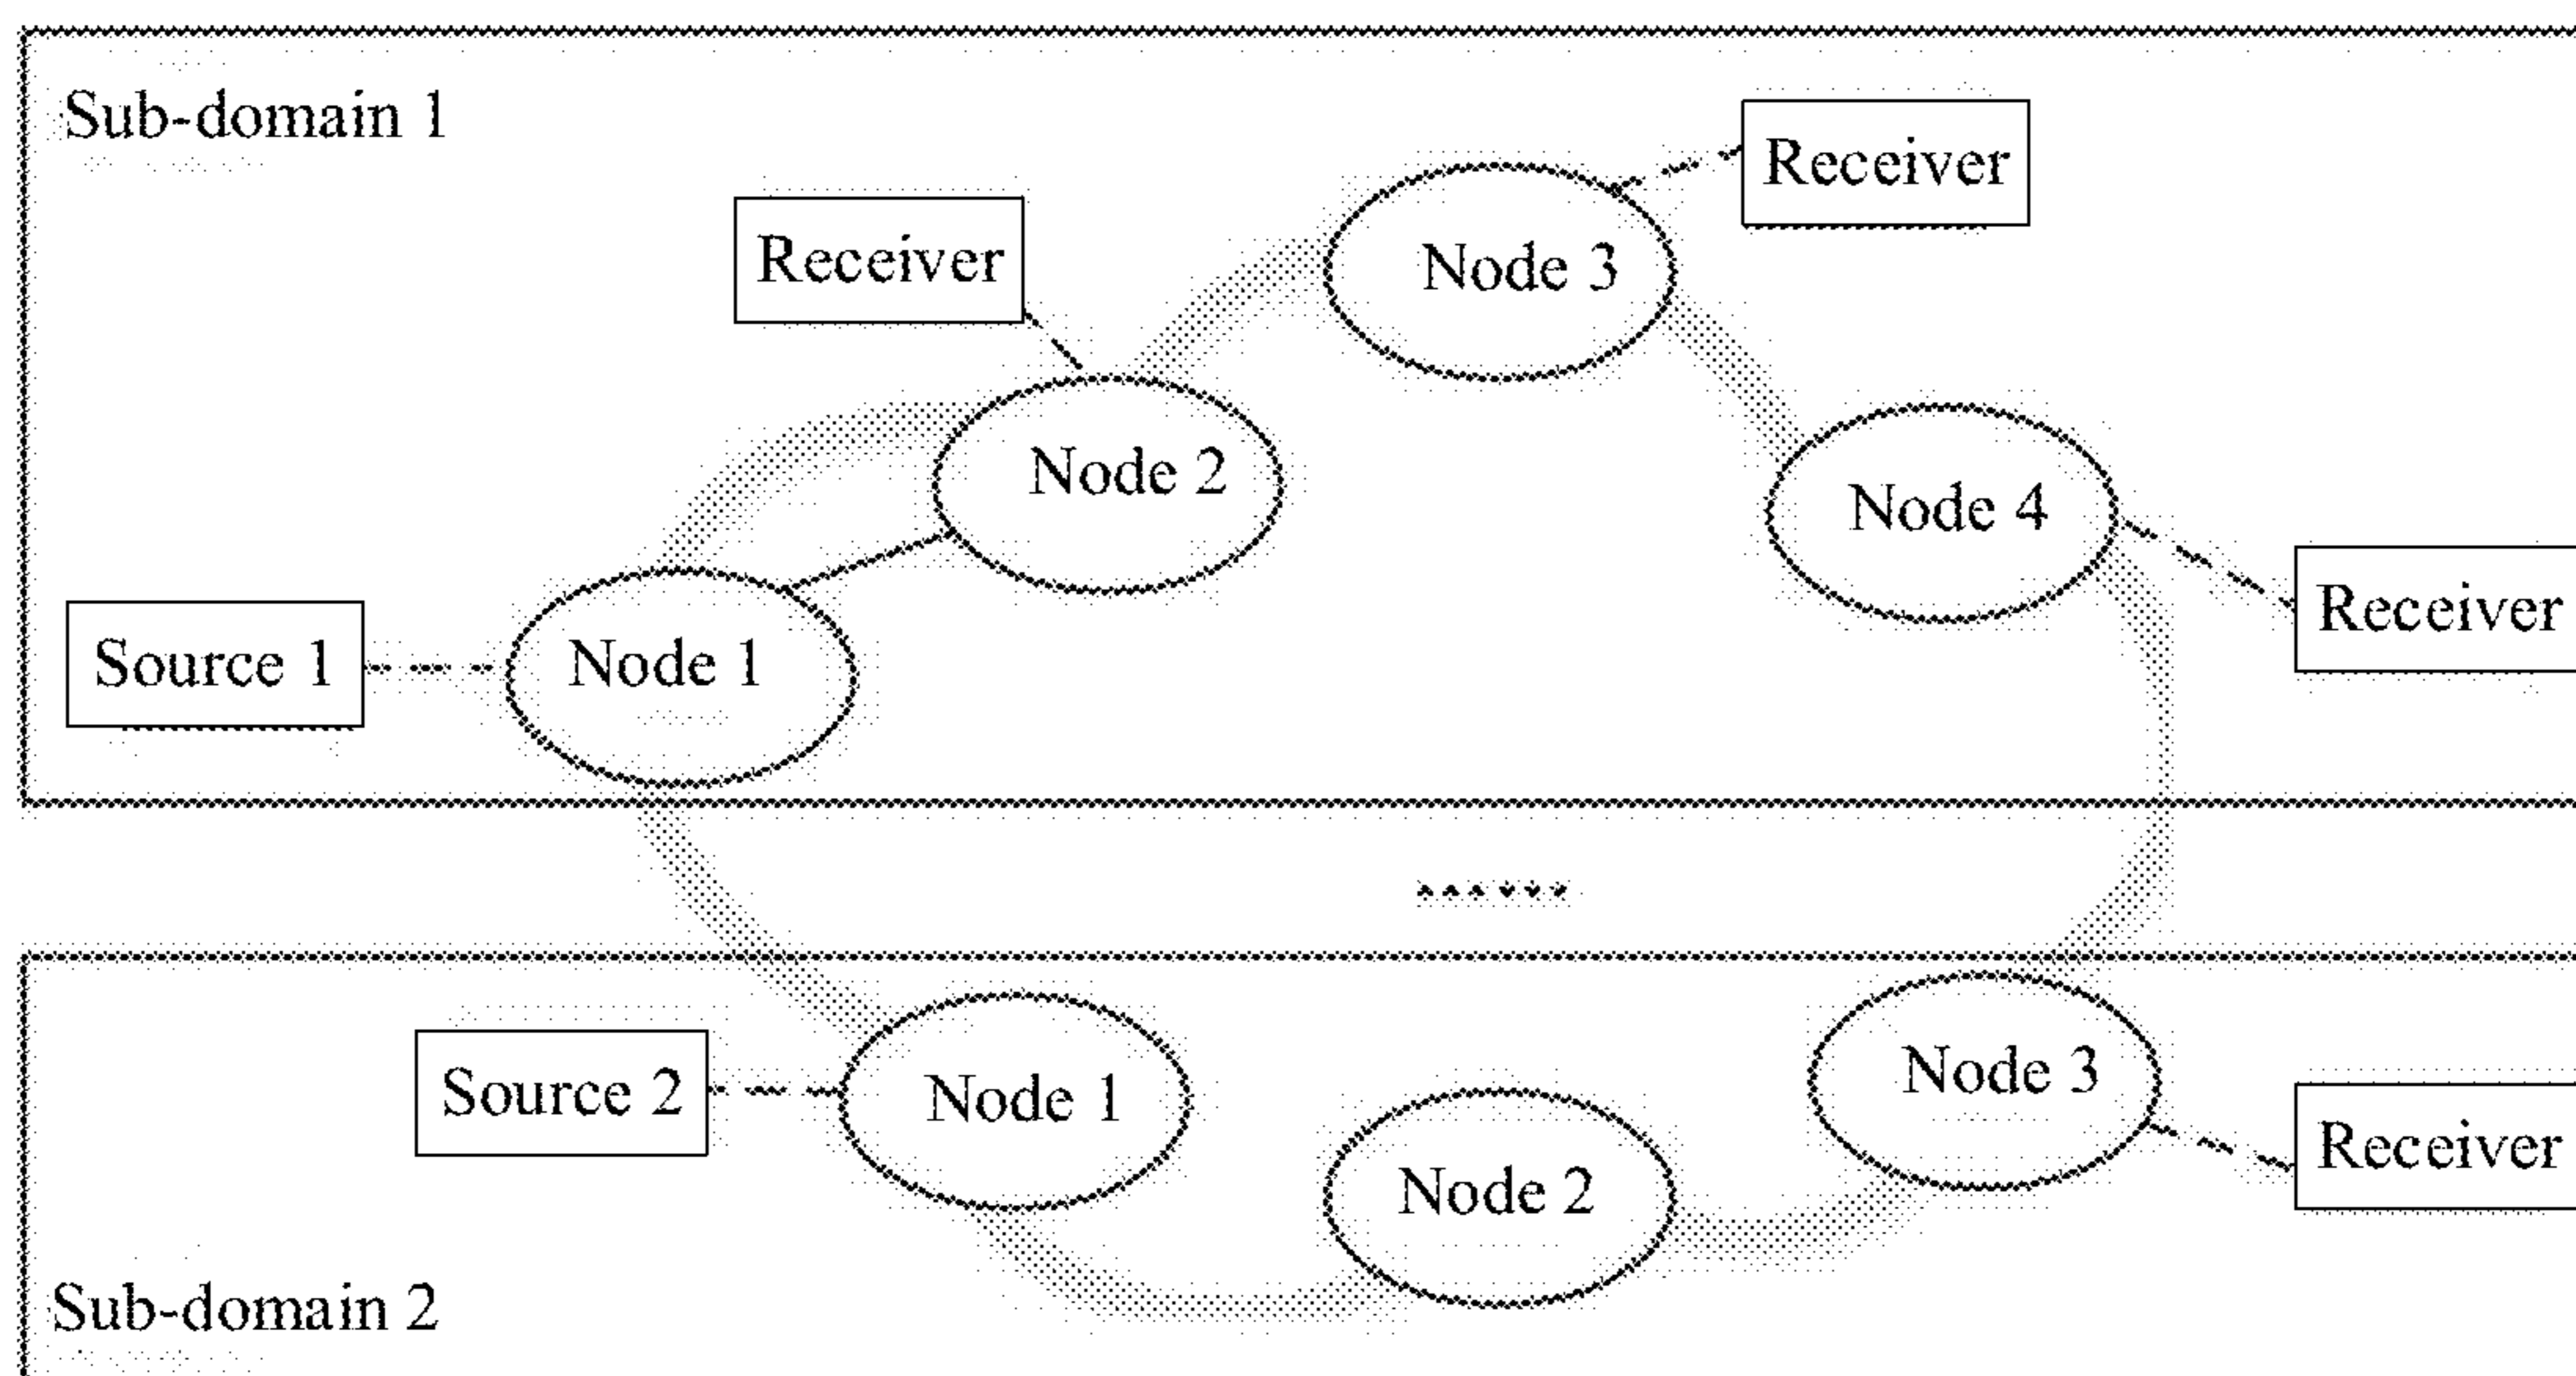 Sub-domain 1
Receiver
Receiver
Node 3
Node 2
Node 4
Receiver
Source 1
Node 1
......
Source 2
Node 1
Node 3
Receiver
Node 2
Sub-domain 2